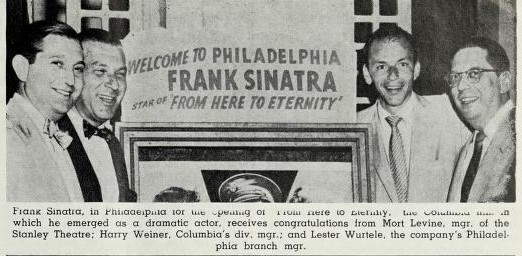 WELCOME TO PHILADELPHIA
FRANK SINATRA
STAR OF "FROM HERE TO ETERNITY"
Frank Sinatra, in Philadelphia for the opening of "From Here to Eternity," the Columbia film in
which he emerged as a dramatic actor, receives congratulations from Mort Levine, mgr. of the
Stanley Theatre; Harry Weiner, Columbia's div. mgr.; and Lester Wurtele, the company's Philadel-
phia branch mgr.